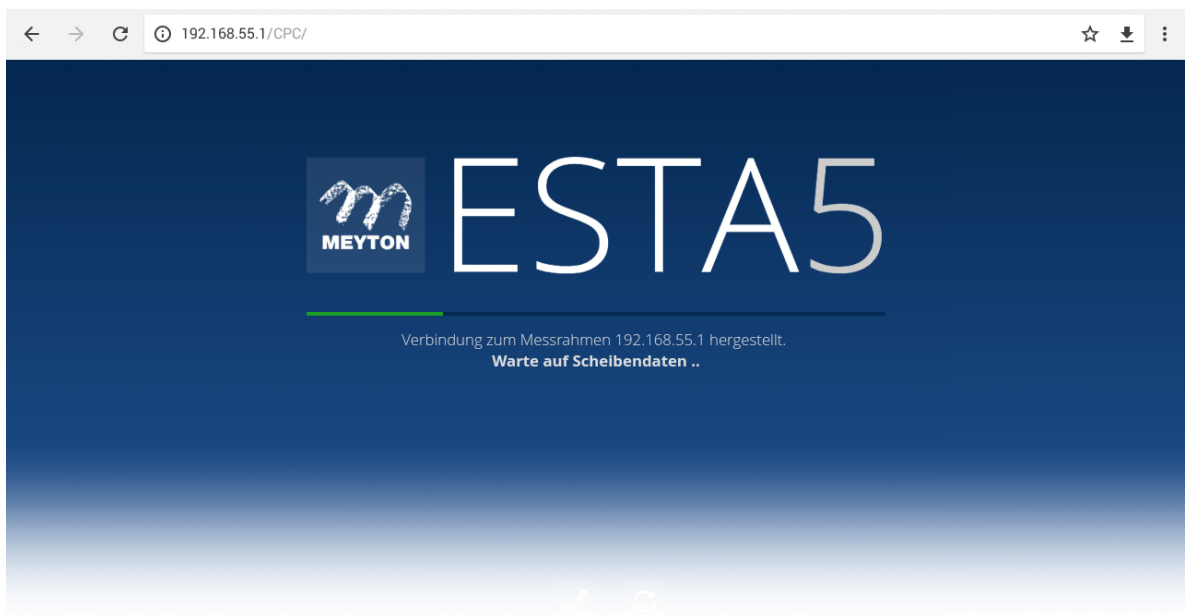 192.168.55.1/CPC/
MEYTON
ESTA5
Verbindung zum Messrahmen 192.168.55.1 hergestellt.
Warte auf Scheibendaten ..